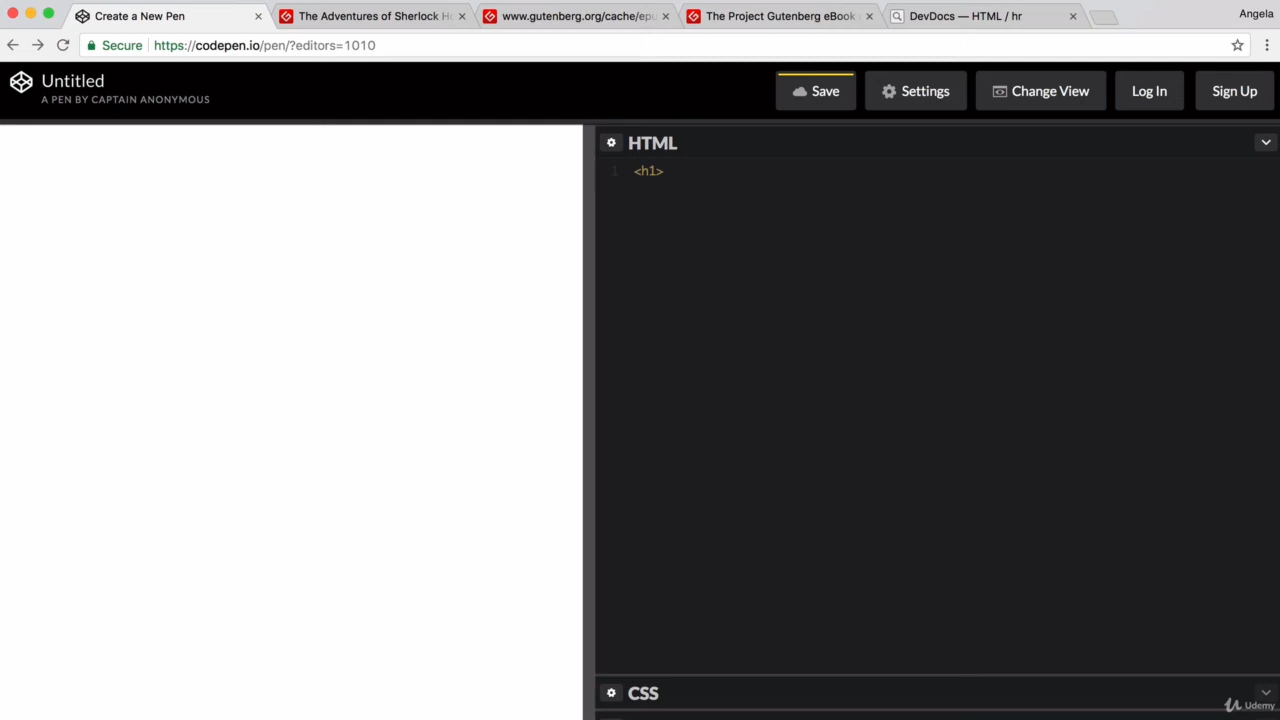 Create a New Pen
The Adventures of Sherlock Ho
www.gutenberg.org/cache/epu
The Project Gutenberg eBook
DevDocs — HTML / hr
Angela
Secure https://codepen.io/pen/?editors=1010
Untitled
A PEN BY CAPTAIN ANONYMOUS
Save
Settings
Change View
Log In
Sign Up
HTML
1 <h1>
CSS
Udemy